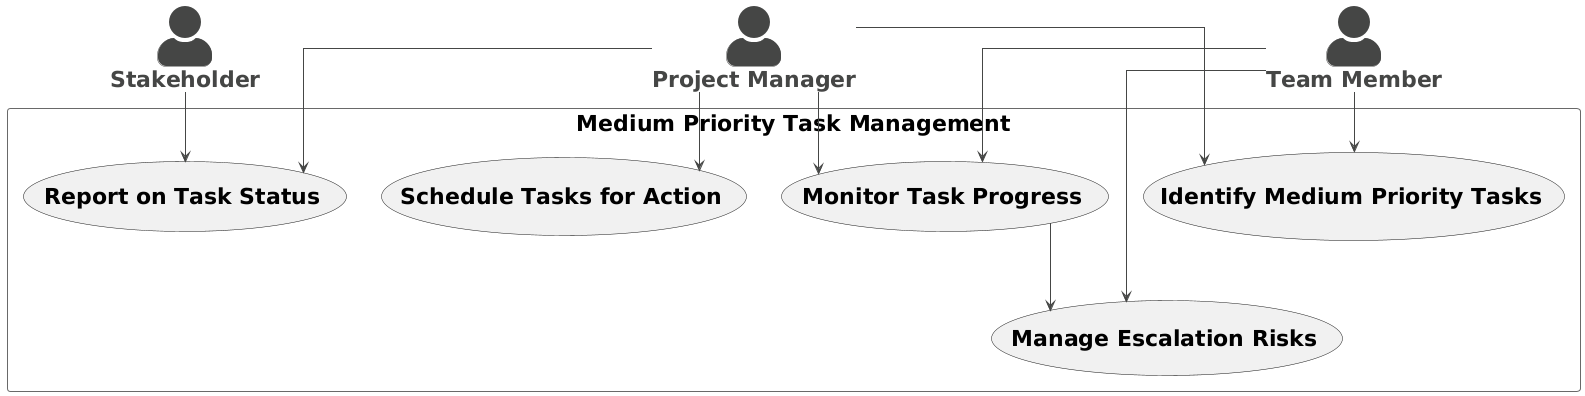 Stakeholder
Project Manager
Team Member
Medium Priority Task Management
Report on Task Status
Schedule Tasks for Action
Monitor Task Progress
Identify Medium Priority Tasks
Manage Escalation Risks